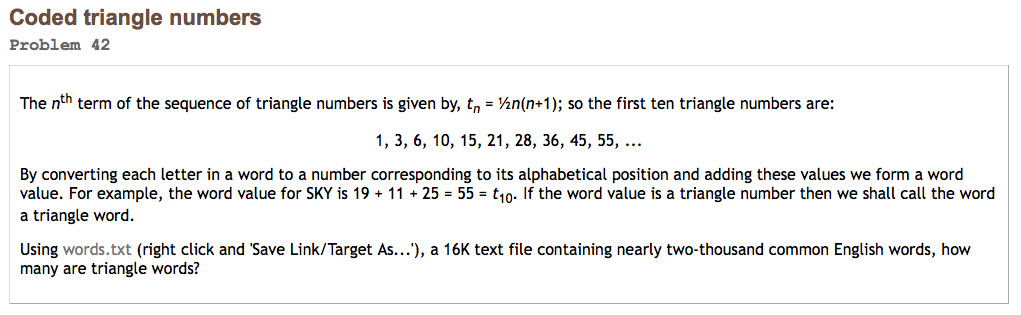 Coded triangle numbers
Problem 42
The nth term of the sequence of triangle numbers is given by, tn = ½n(n+1); so the first ten triangle numbers are:
1, 3, 6, 10, 15, 21, 28, 36, 45, 55, ...
By converting each letter in a word to a number corresponding to its alphabetical position and adding these values we form a word
value. For example, the word value for SKY is 19 + 11 + 25 = 55 = t10. If the word value is a triangle number then we shall call the word
a triangle word.
Using words.txt (right click and 'Save Link/Target As...'), a 16K text file containing nearly two-thousand common English words, how
many are triangle words?